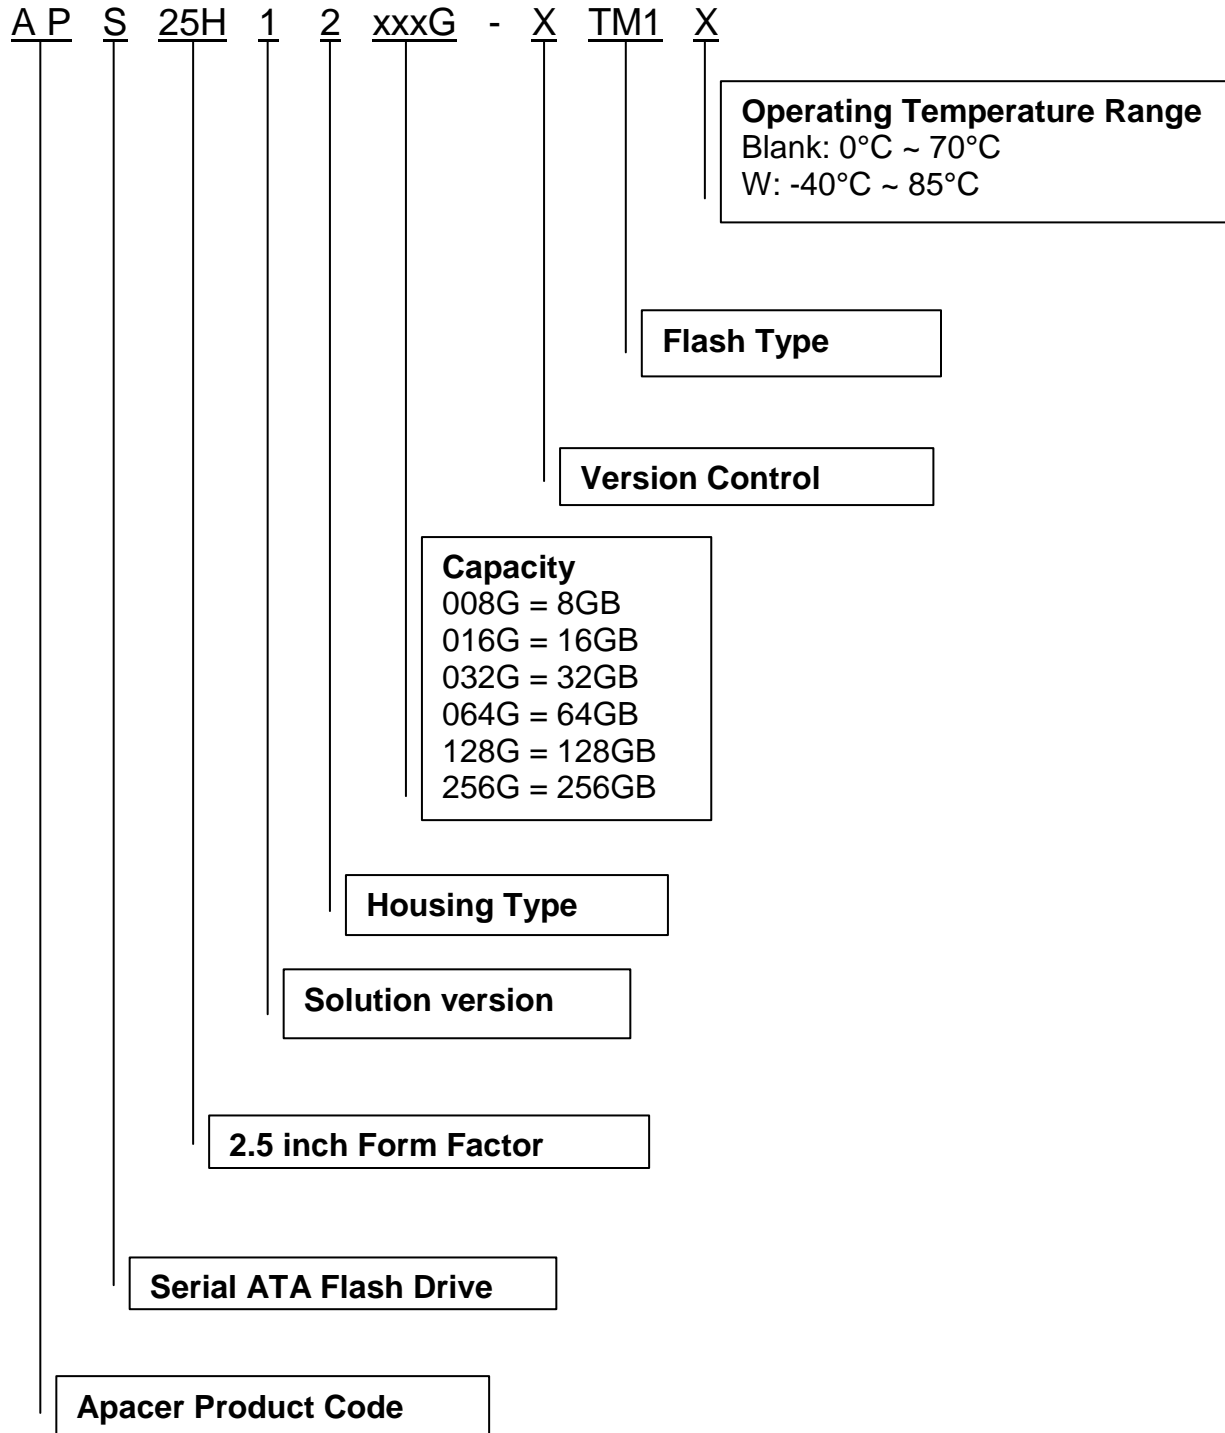 A P S 25H 1 2 xxxG - X TM1 X
Operating Temperature Range
Blank: 0°C ~ 70°C
W: -40°C ~ 85°C
Flash Type
Version Control
Capacity
008G = 8GB
016G = 16GB
032G = 32GB
064G = 64GB
128G = 128GB
256G = 256GB
Housing Type
Solution version
2.5 inch Form Factor
Serial ATA Flash Drive
Apacer Product Code